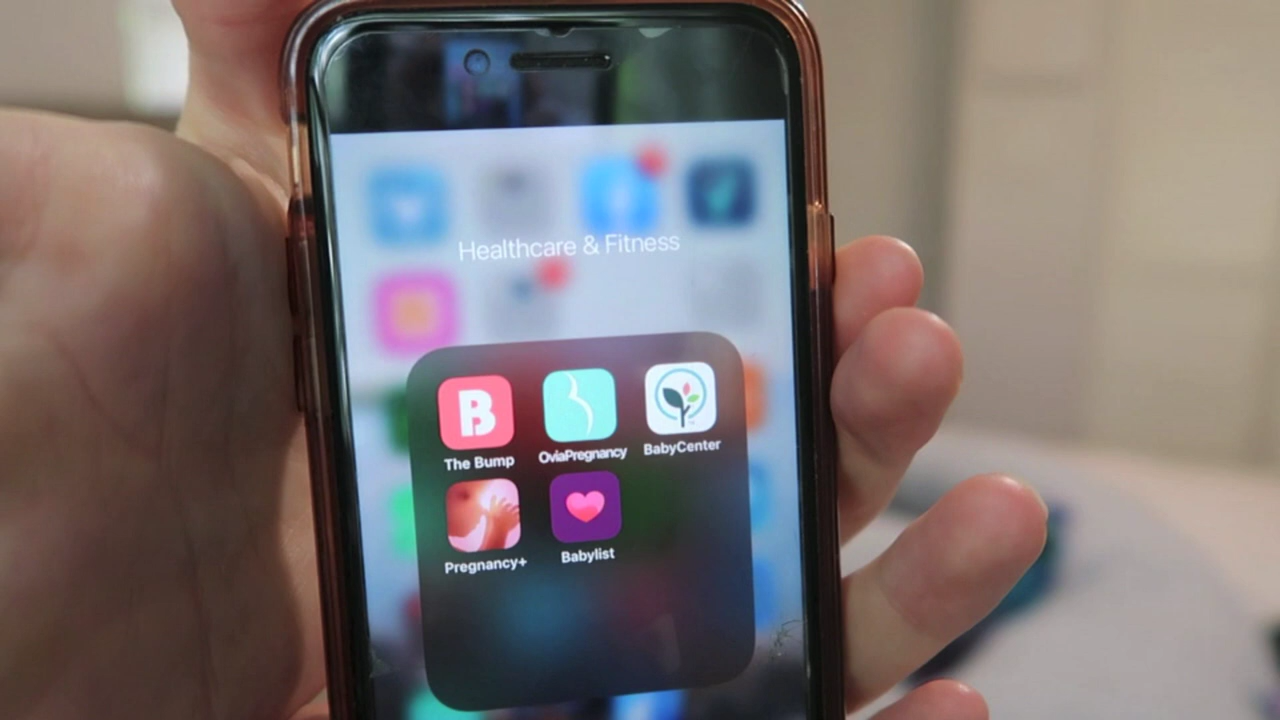 Healthcare & Fitness
B
The Bump
OviaPregnancy
BabyCenter
Pregnancy+
Babylist